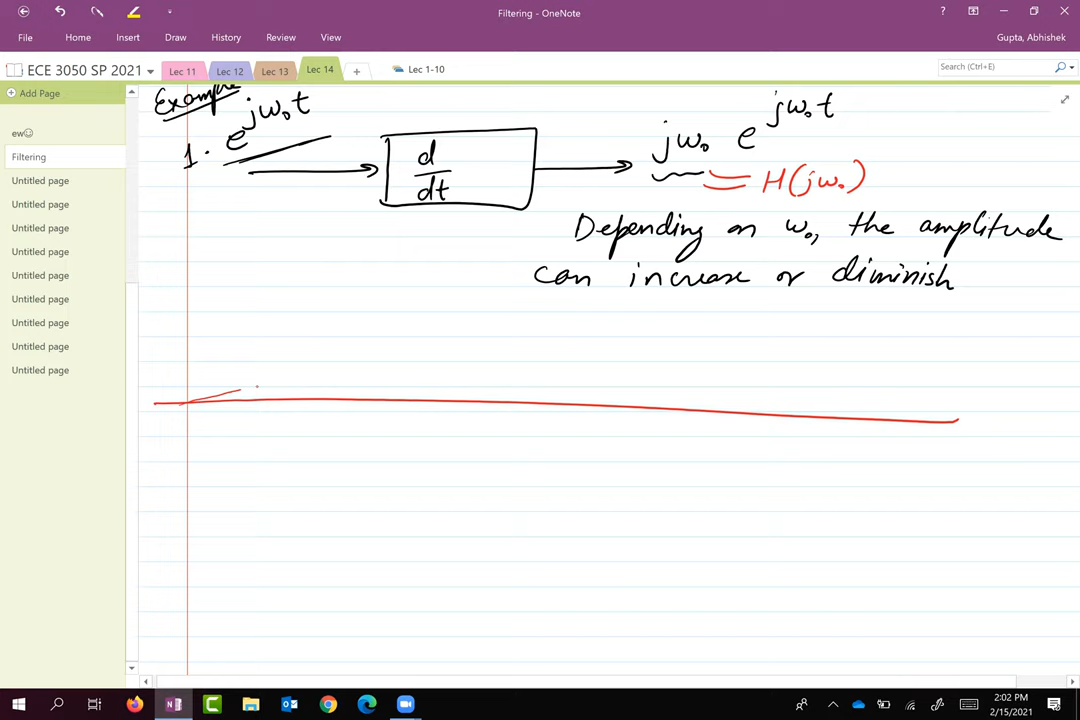 Filtering - OneNote
?
File
Home
Insert
Draw
History
Review
View
Gupta, Abhishek
ECE 3050 SP 2021
Lec 11
Lec 12
Lec 13
Lec 14
Lec 1-10
Search (Ctrl+E)
Add Page
ew☺
Filtering
Untitled page
Untitled page
Untitled page
Untitled page
Untitled page
Untitled page
Untitled page
Untitled page
Untitled page
Example
1. e^{jω₀t}
d/dt
jω₀ e^{jω₀t}
= H(jω₀)
Depending on ω₀, the amplitude
can increase or diminish
2:02 PM
2/15/2021